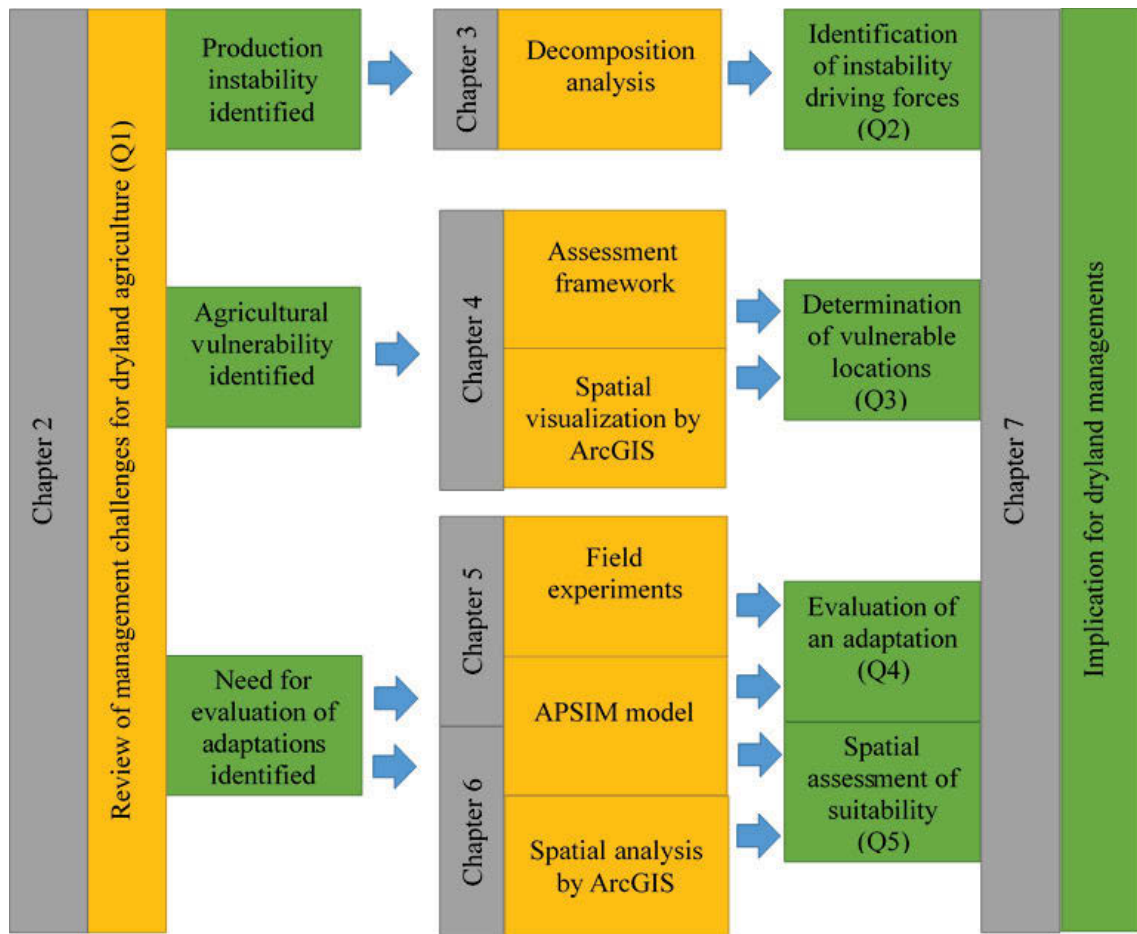 Chapter 2
Review of management challenges for dryland agriculture (Q1)
Production
instability
identified
Chapter 3
Decomposition
analysis
Identification
of instability
driving forces
(Q2)
Agricultural
vulnerability
identified
Chapter 4
Assessment
framework
Spatial
visualization by
ArcGIS
Determination
of vulnerable
locations
(Q3)
Need for
evaluation of
adaptations
identified
Chapter 5
Chapter 6
Field
experiments
APSIM model
Spatial analysis
by ArcGIS
Evaluation of
an adaptation
(Q4)
Spatial
assessment of
suitability
(Q5)
Chapter 7
Implication for dryland managements